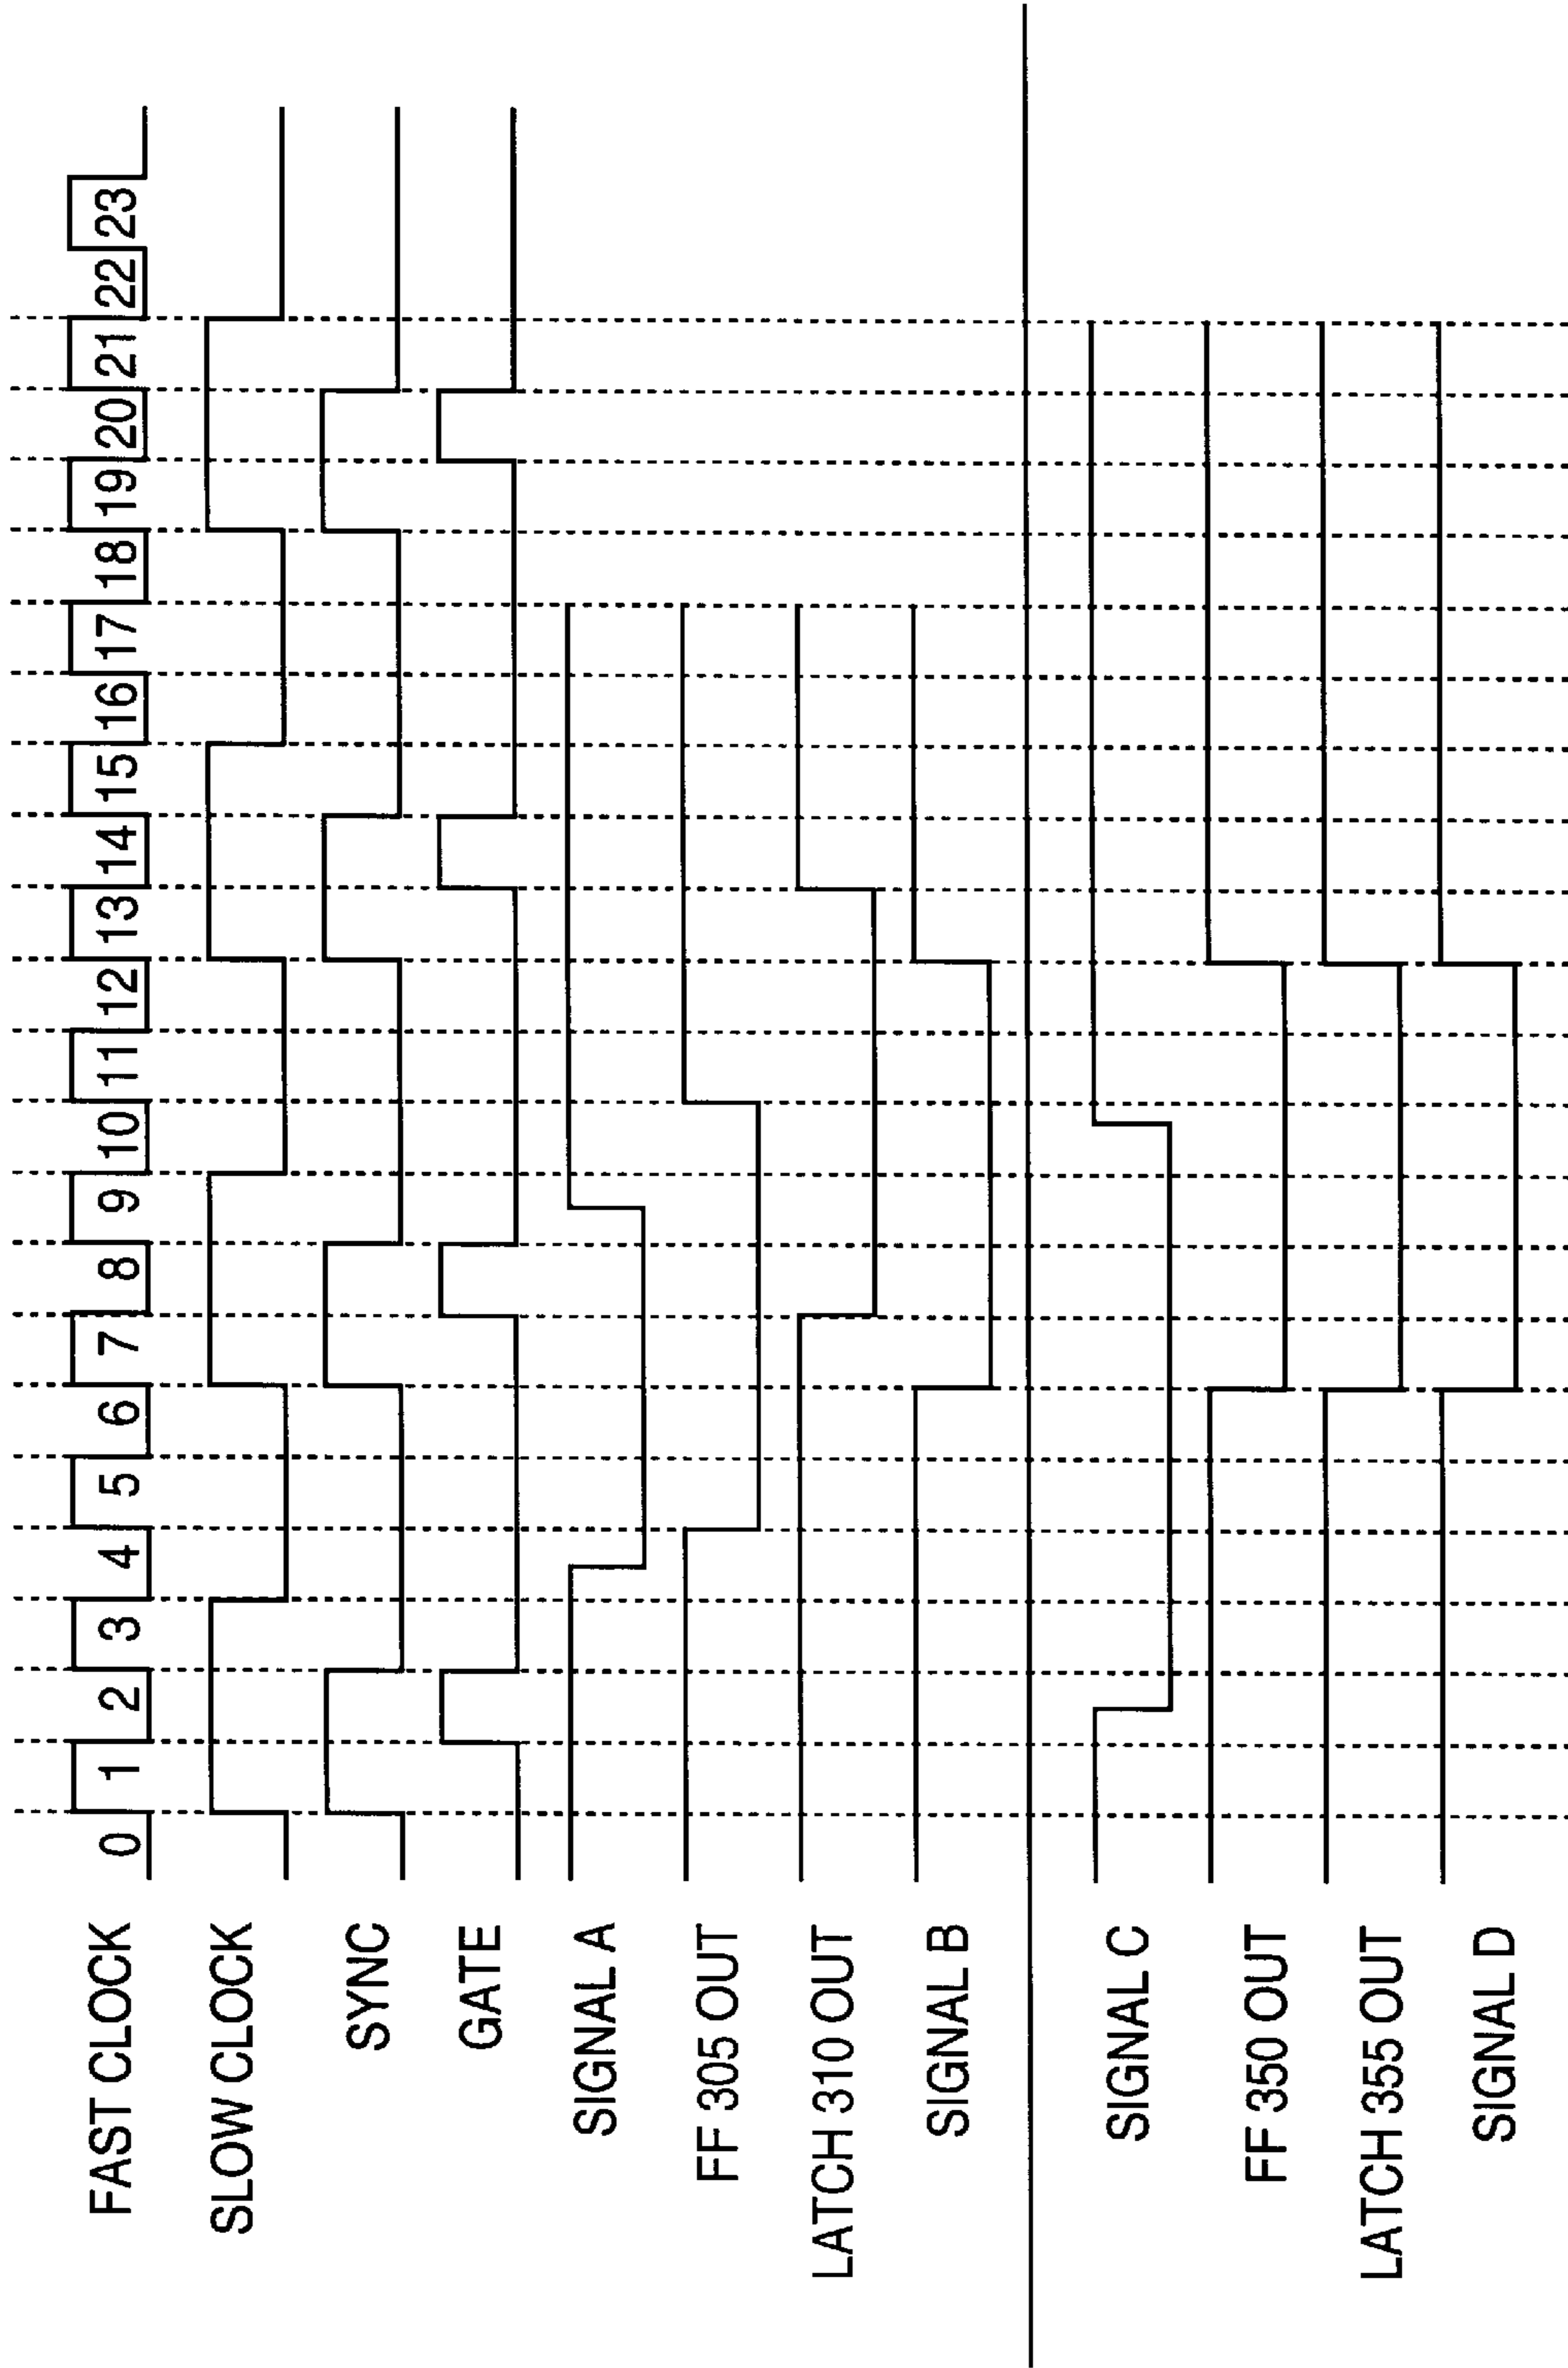 FAST CLOCK 0 1 2 3 4 5 6 7 8 9 10 11 12 13 14 15 16 17 18 19 20 21 22 23
SLOW CLOCK
SYNC
GATE
SIGNAL A
FF 305 OUT
LATCH 310 OUT
SIGNAL B
SIGNAL C
FF 350 OUT
LATCH 355 OUT
SIGNAL D